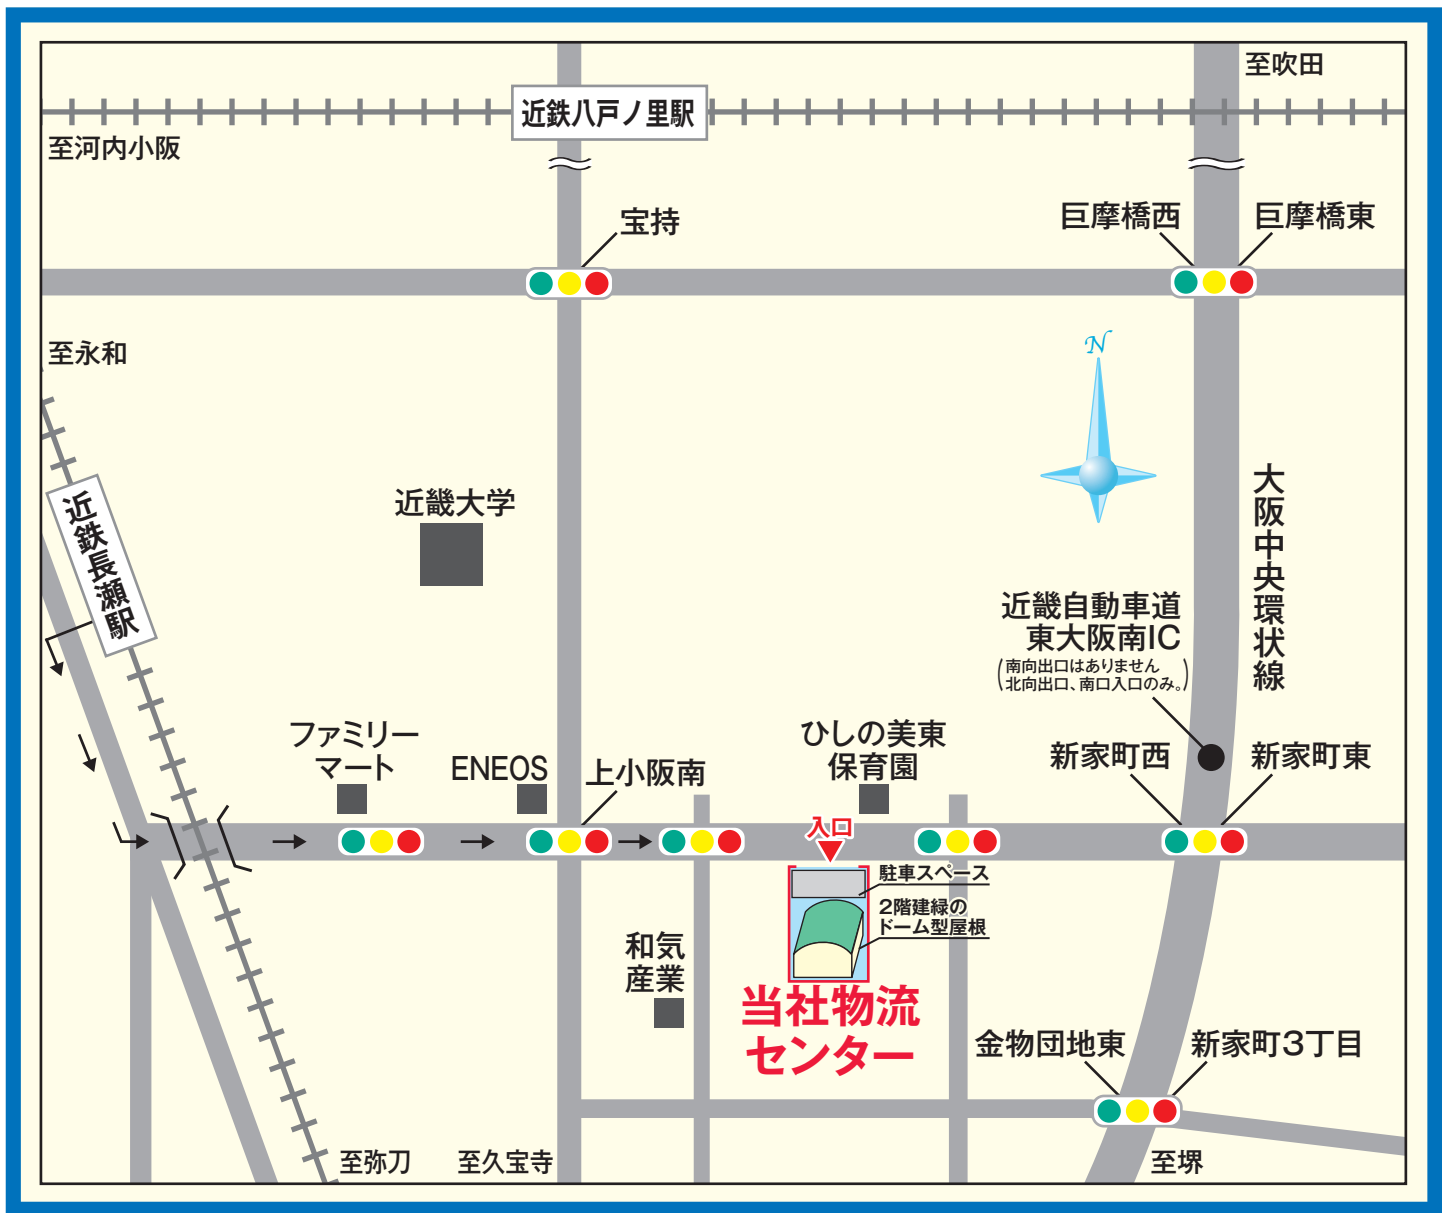 至吹田
近鉄八戸ノ里駅
至河内小阪
宝持
巨摩橋西
巨摩橋東
至永和
N
近鉄長瀬駅
近畿大学
大阪中央環状線
近畿自動車道
東大阪南IC
(南向出口はありません
北向出口、南口入口のみ。)
ファミリー
マート
ENEOS
上小阪南
ひしの美東
保育園
新家町西
新家町東
入口
駐車スペース
2階建緑の
ドーム型屋根
和気
産業
当社物流
センター
金物団地東
新家町3丁目
至弥刀
至久宝寺
至堺